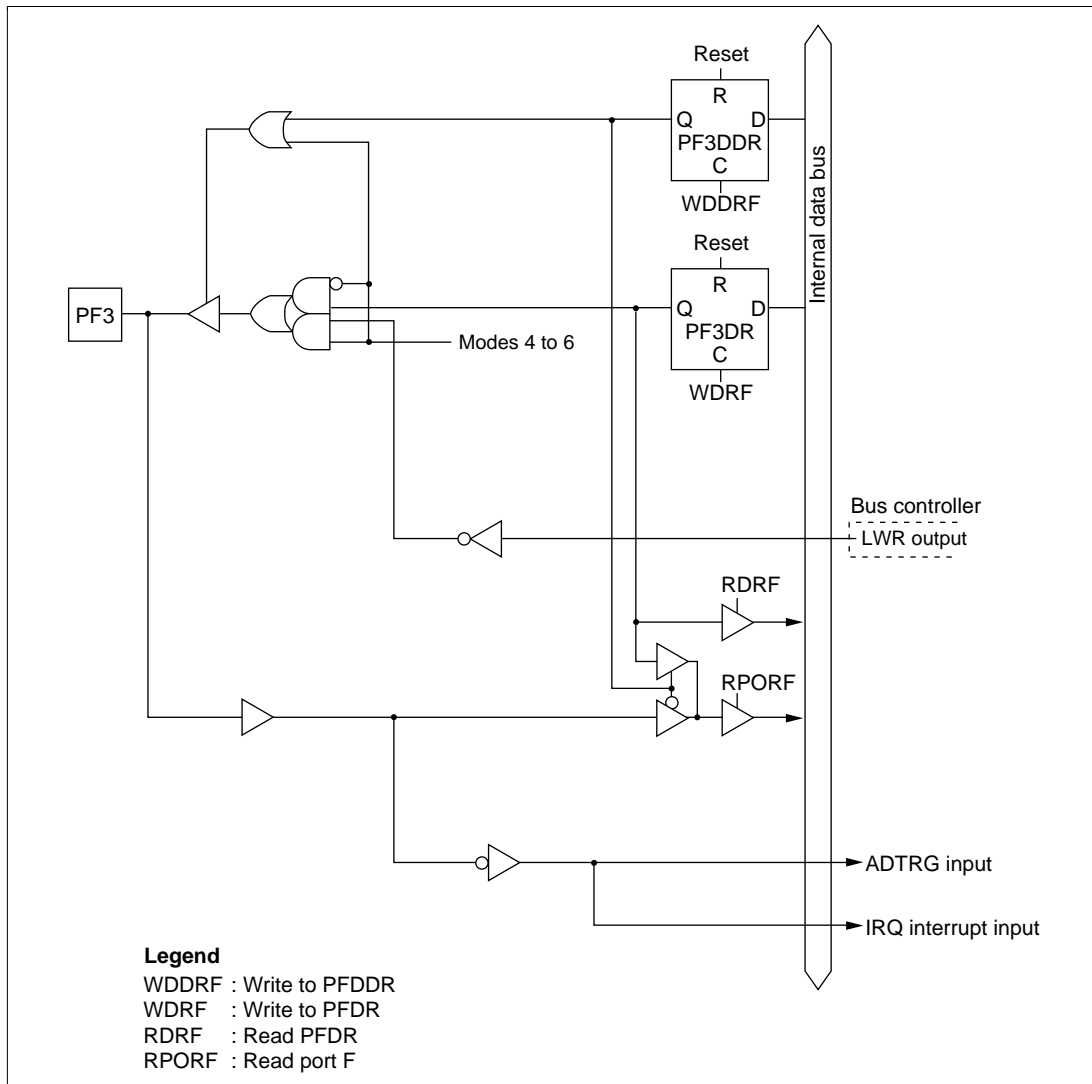 Reset
R
Q D
PF3DDR
C
WDDRF
Internal data bus
Reset
R
Q D
PF3DR
C
WDRF
PF3
Modes 4 to 6
Bus controller
LWR output
RDRF
RPORF
ADTRG input
IRQ interrupt input
Legend
WDDRF : Write to PFDDR
WDRF : Write to PFDR
RDRF : Read PFDR
RPORF : Read port F